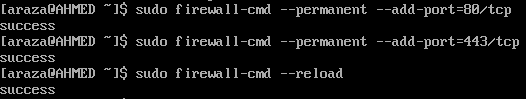 [araza@AHMED ~]$ sudo firewall-cmd --permanent --add-port=80/tcp
success
[araza@AHMED ~]$ sudo firewall-cmd --permanent --add-port=443/tcp
success
[araza@AHMED ~]$ sudo firewall-cmd --reload
success